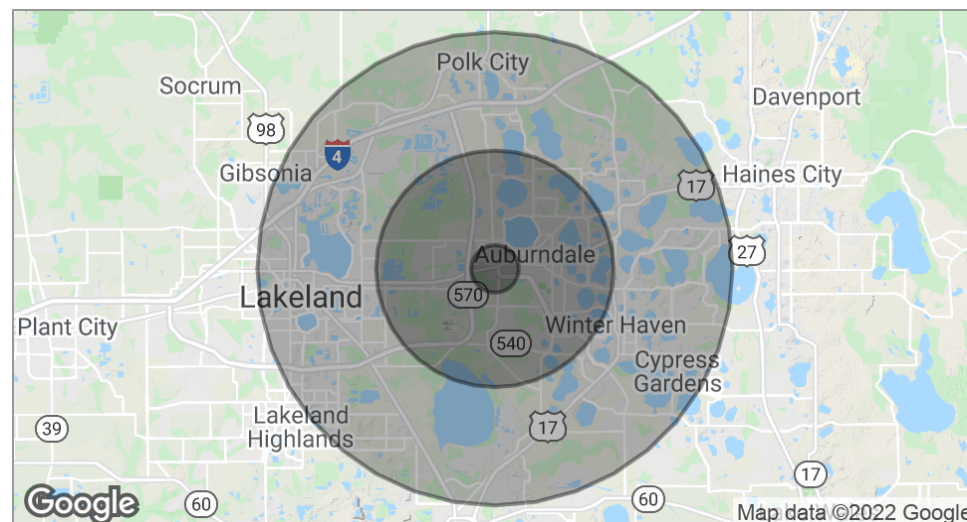 Polk City
Socrum
Davenport
98
4
Gibsonia
17
Haines City
27
Auburndale
Lakeland
570
Plant City
Winter Haven
540
Cypress
Gardens
Lakeland
Highlands
39
17
17
60
60
Google
Map data ©2022 Google